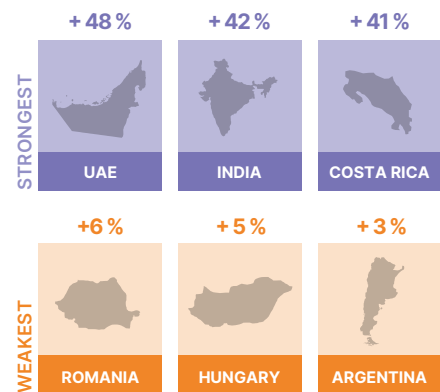 +48%
+42%
+41%
STRONGEST
UAE
INDIA
COSTA RICA
+6%
+5%
+3%
WEAKEST
ROMANIA
HUNGARY
ARGENTINA